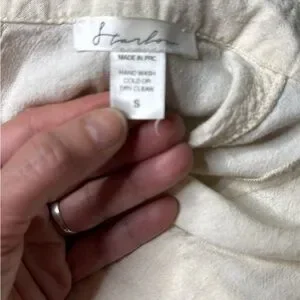 MADE IN PRC
HAND WASH
COLD OR
DRY CLEAN
S